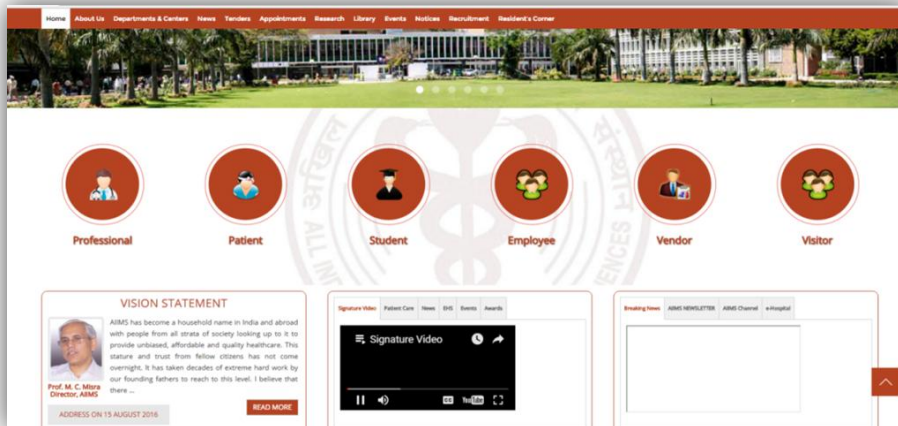 Home About Us Departments & Centers News Tenders Appointments Research Library Events Notices Recruitment Resident's Corner
अखिल
संस्थान
ALL IN
ENCES
Professional Patient Student Employee Vendor Visitor
VISION STATEMENT
AIIMS has become a household name in India and abroad
with people from all strata of society looking up to it to
provide unbiased, affordable and quality healthcare. This
stature and trust from fellow citizens has not come
overnight. It has taken decades of extreme hard work by
our founding fathers to reach to this level. I believe that
there ...
Prof. M. C. Misra
Director, AIIMS
READ MORE
ADDRESS ON 15 AUGUST 2016
Signature Video Patient Care News EHS Events Awards
Signature Video
CC YouTube
Breaking News AIIMS NEWSLETTER AIIMS Channel e-Hospital